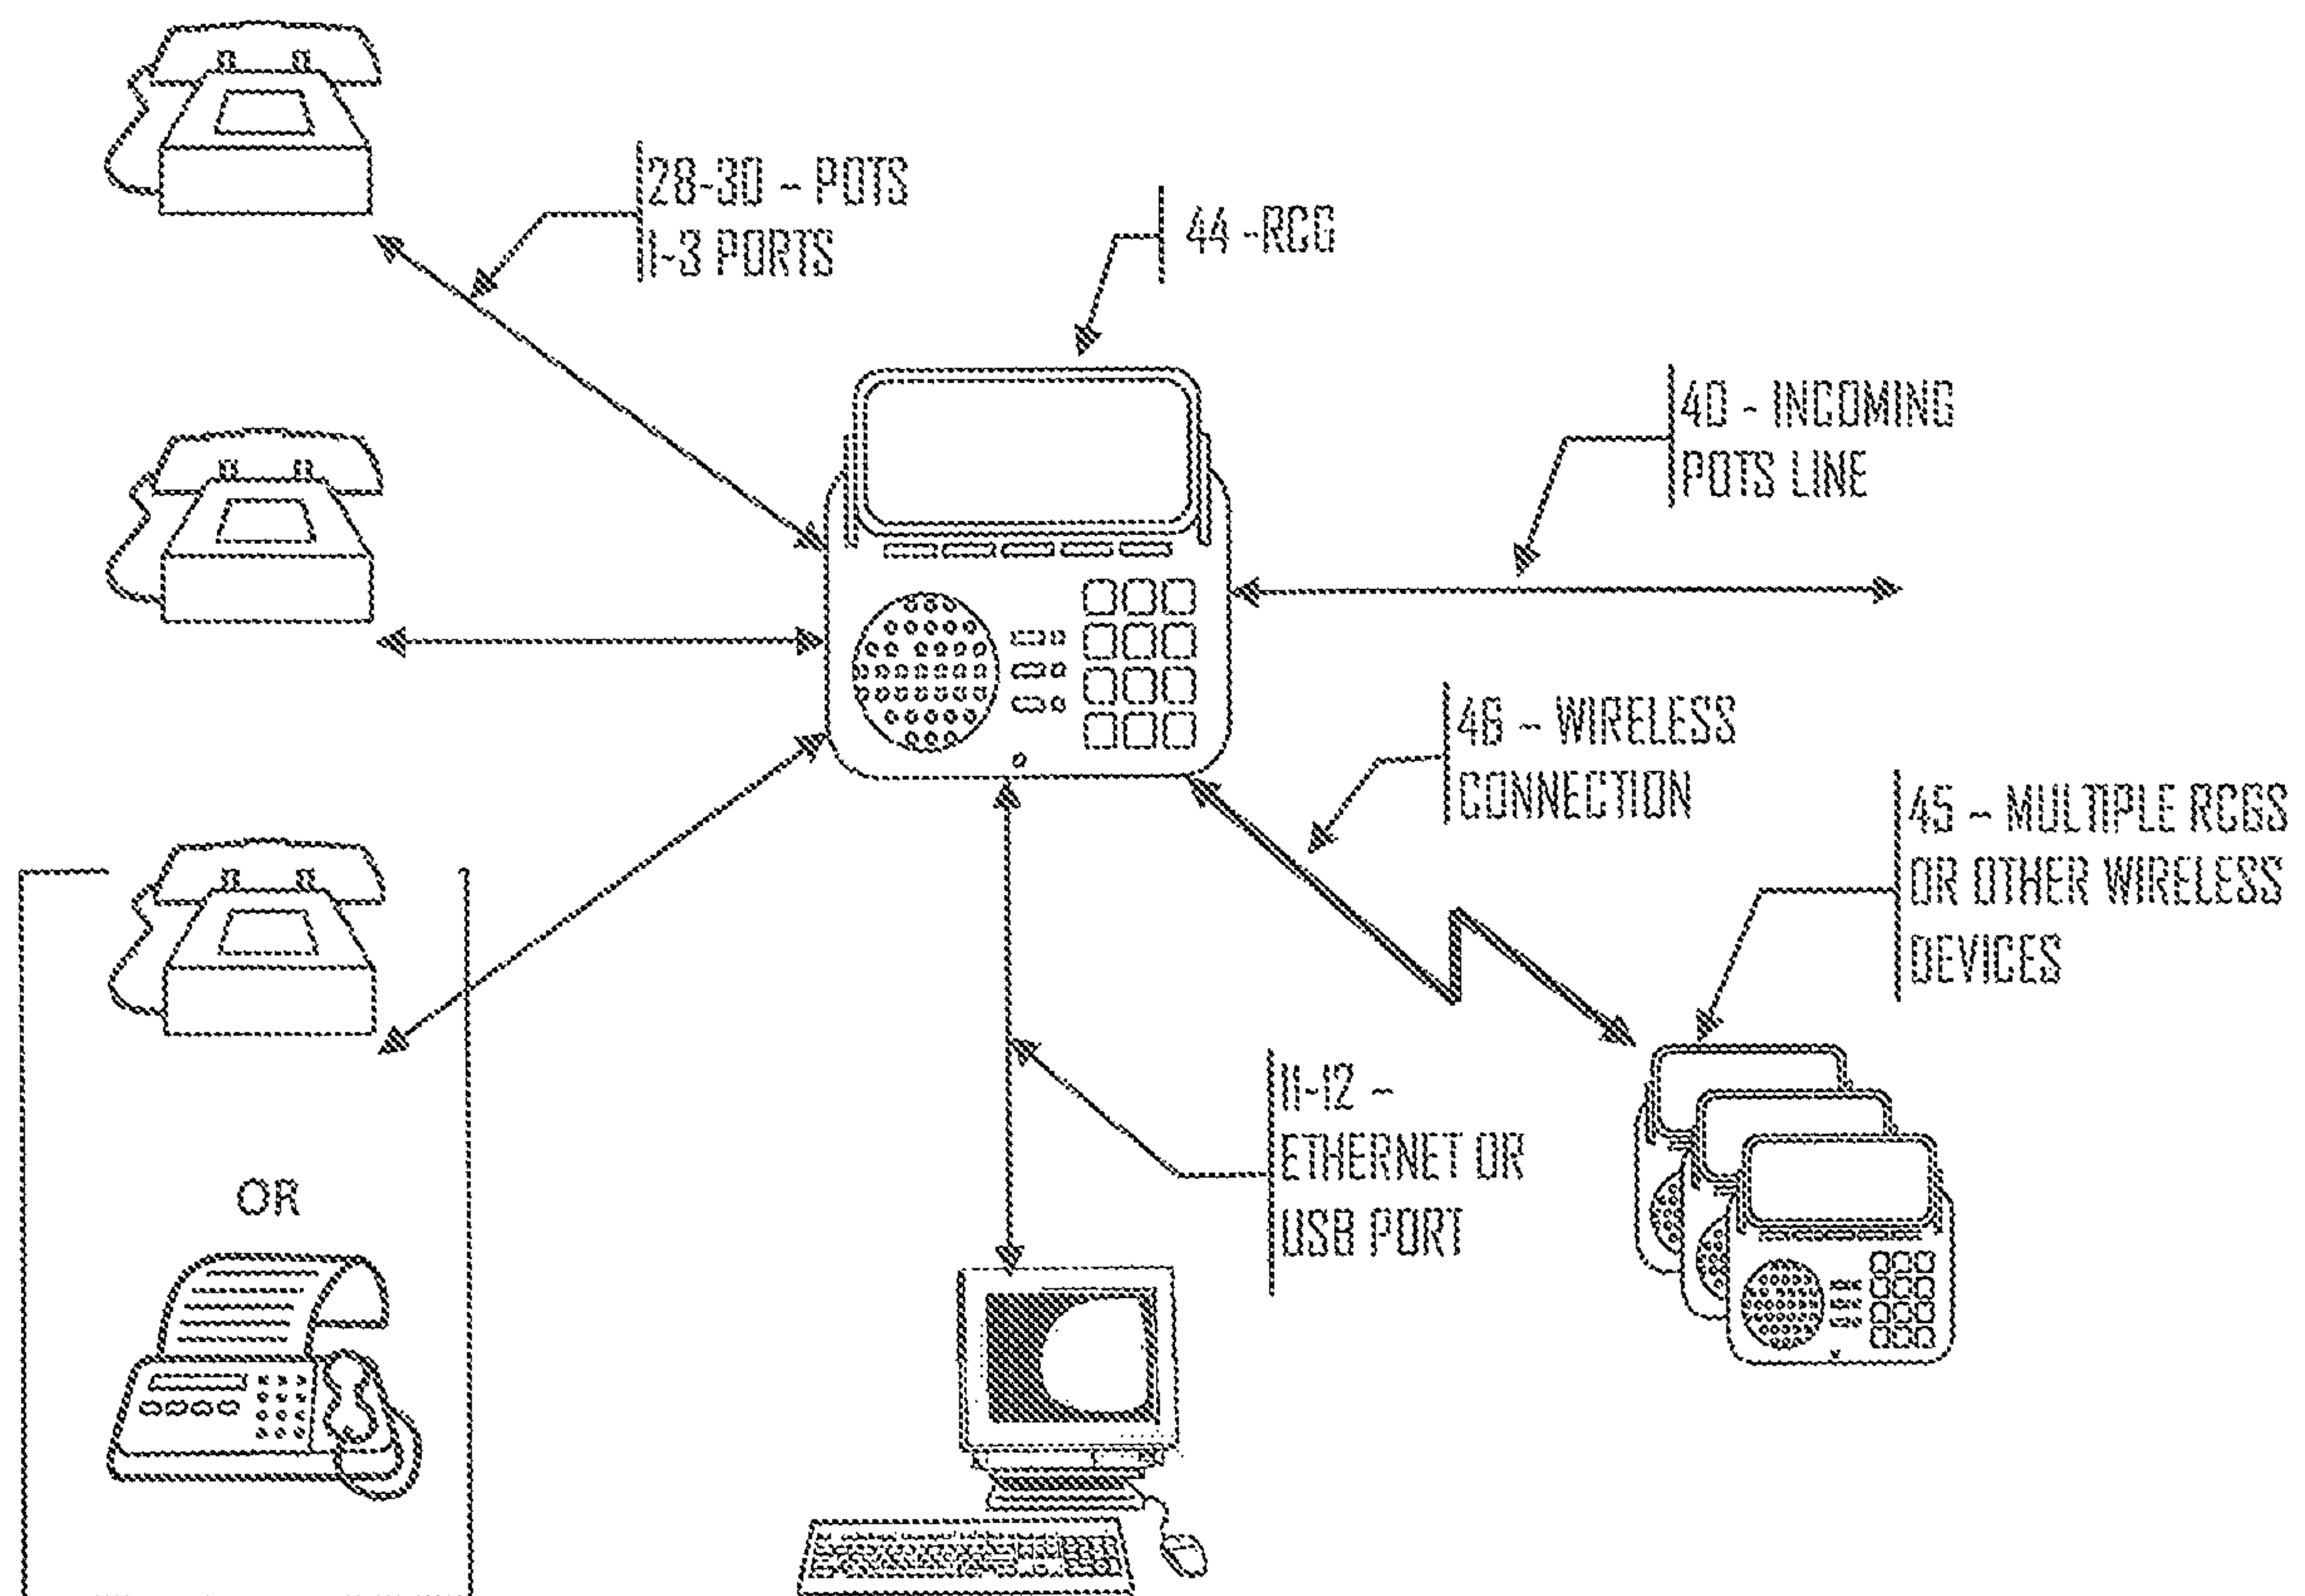 28-30 - POTS
1-3 PORTS
44 -RCG
40 - INCOMING
POTS LINE
46 - WIRELESS
CONNECTION
45 - MULTIPLE RCGS
OR OTHER WIRELESS
DEVICES
11-12 -
ETHERNET OR
USB PORT
OR